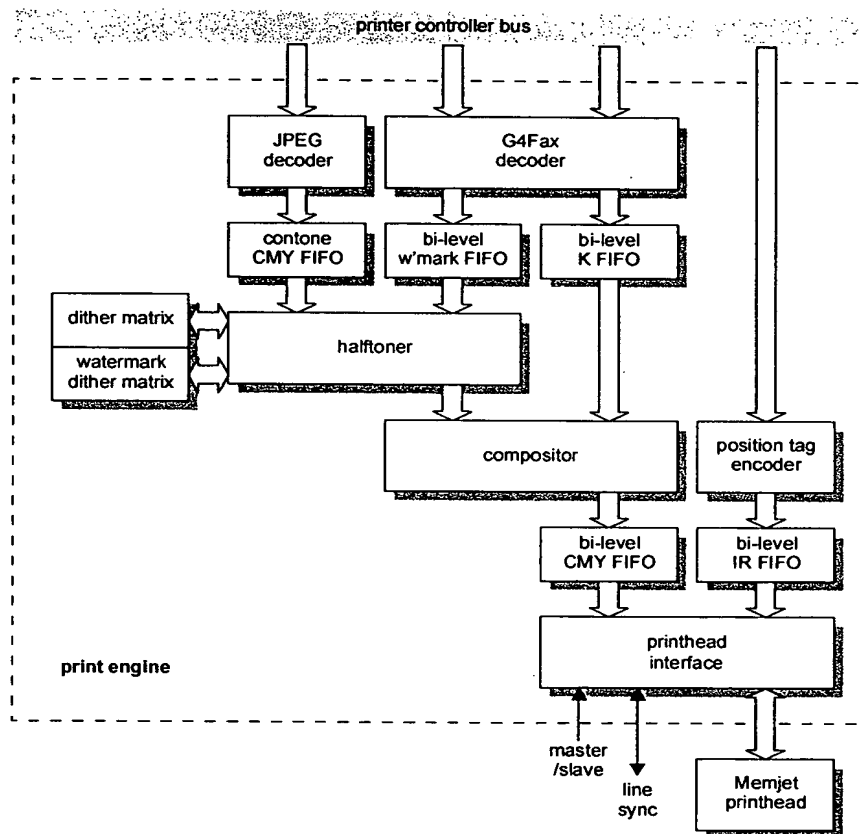 printer controller bus
JPEG
decoder
G4Fax
decoder
contone
CMY FIFO
bi-level
w'mark FIFO
bi-level
K FIFO
dither matrix
watermark
dither matrix
halftoner
compositor
position tag
encoder
bi-level
CMY FIFO
bi-level
IR FIFO
printhead
interface
print engine
master
/slave
line
sync
Memjet
printhead